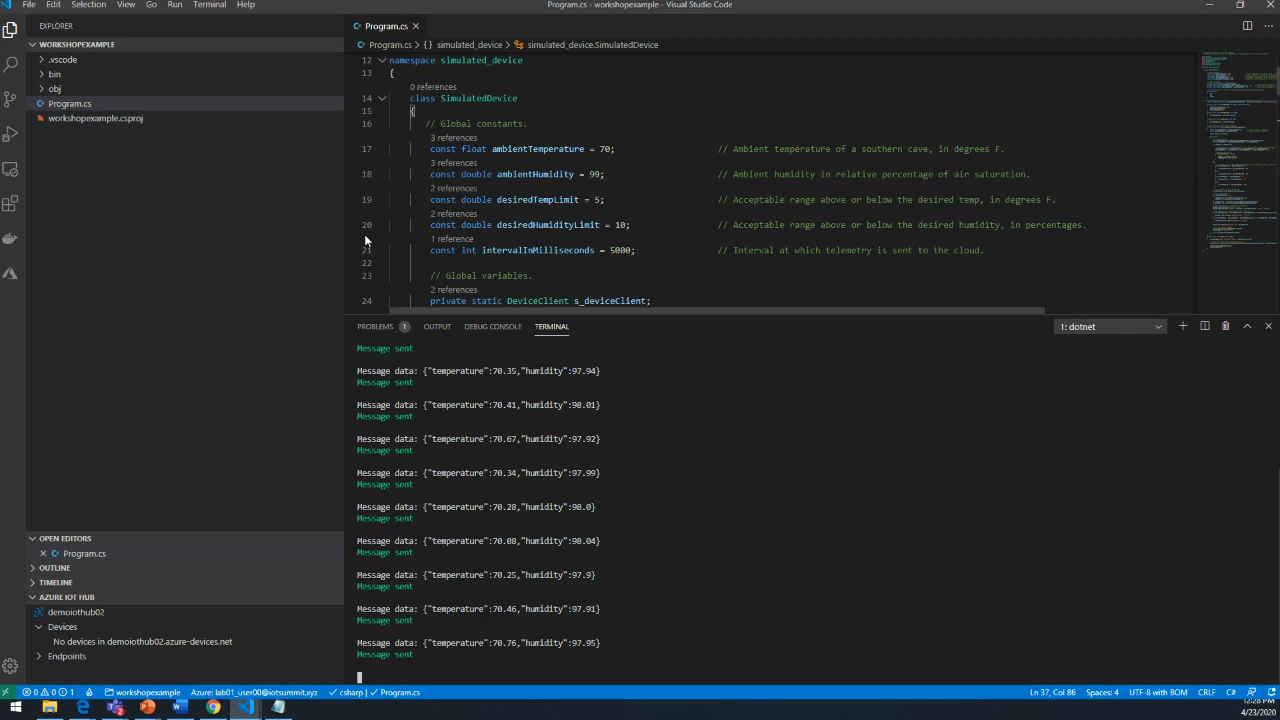 File Edit Selection View Go Run Terminal Help
Program.cs - workshopexample - Visual Studio Code
EXPLORER
WORKSHOPEXAMPLE
.vscode
bin
obj
Program.cs
workshopexample.csproj
OPEN EDITORS
Program.cs
OUTLINE
TIMELINE
AZURE IOT HUB
demoiothub02
Devices
No devices in demoiothub02.azure-devices.net
Endpoints
Program.cs
Program.cs > {} simulated_device > simulated_device.SimulatedDevice
12 namespace simulated_device
13 {
0 references
14 class SimulatedDevice
15 {
16 // Global constants.
3 references
17 const float ambientTemperature = 70; // Ambient temperature of a southern cave, in degrees F.
3 references
18 const double ambientHumidity = 99; // Ambient humidity in relative percentage of air saturation.
2 references
19 const double desiredTempLimit = 5; // Acceptable range above or below the desired temp, in degrees F.
2 references
const double desiredHumidityLimit = 10; // Acceptable range above or below the desired humidity, in percentages.
1 reference
21 const int intervalInMilliseconds = 5000; // Interval at which telemetry is sent to the cloud.
22
23 // Global variables.
2 references
24 private static DeviceClient s_deviceClient;
PROBLEMS 1 OUTPUT DEBUG CONSOLE TERMINAL
1: dotnet
Message sent
Message data: {"temperature":70.35,"humidity":97.94}
Message sent
Message data: {"temperature":70.41,"humidity":98.01}
Message sent
Message data: {"temperature":70.67,"humidity":97.92}
Message sent
Message data: {"temperature":70.34,"humidity":97.99}
Message sent
Message data: {"temperature":70.28,"humidity":98.0}
Message sent
Message data: {"temperature":70.08,"humidity":98.04}
Message sent
Message data: {"temperature":70.25,"humidity":97.9}
Message sent
Message data: {"temperature":70.46,"humidity":97.91}
Message sent
Message data: {"temperature":70.76,"humidity":97.95}
Message sent
0 0 1 workshopexample Azure: lab01_user00@iotsummit.xyz csharp | Program.cs
Ln 37, Col 86 Spaces: 4 UTF-8 with BOM CRLF C#
12:28 PM
4/23/2020